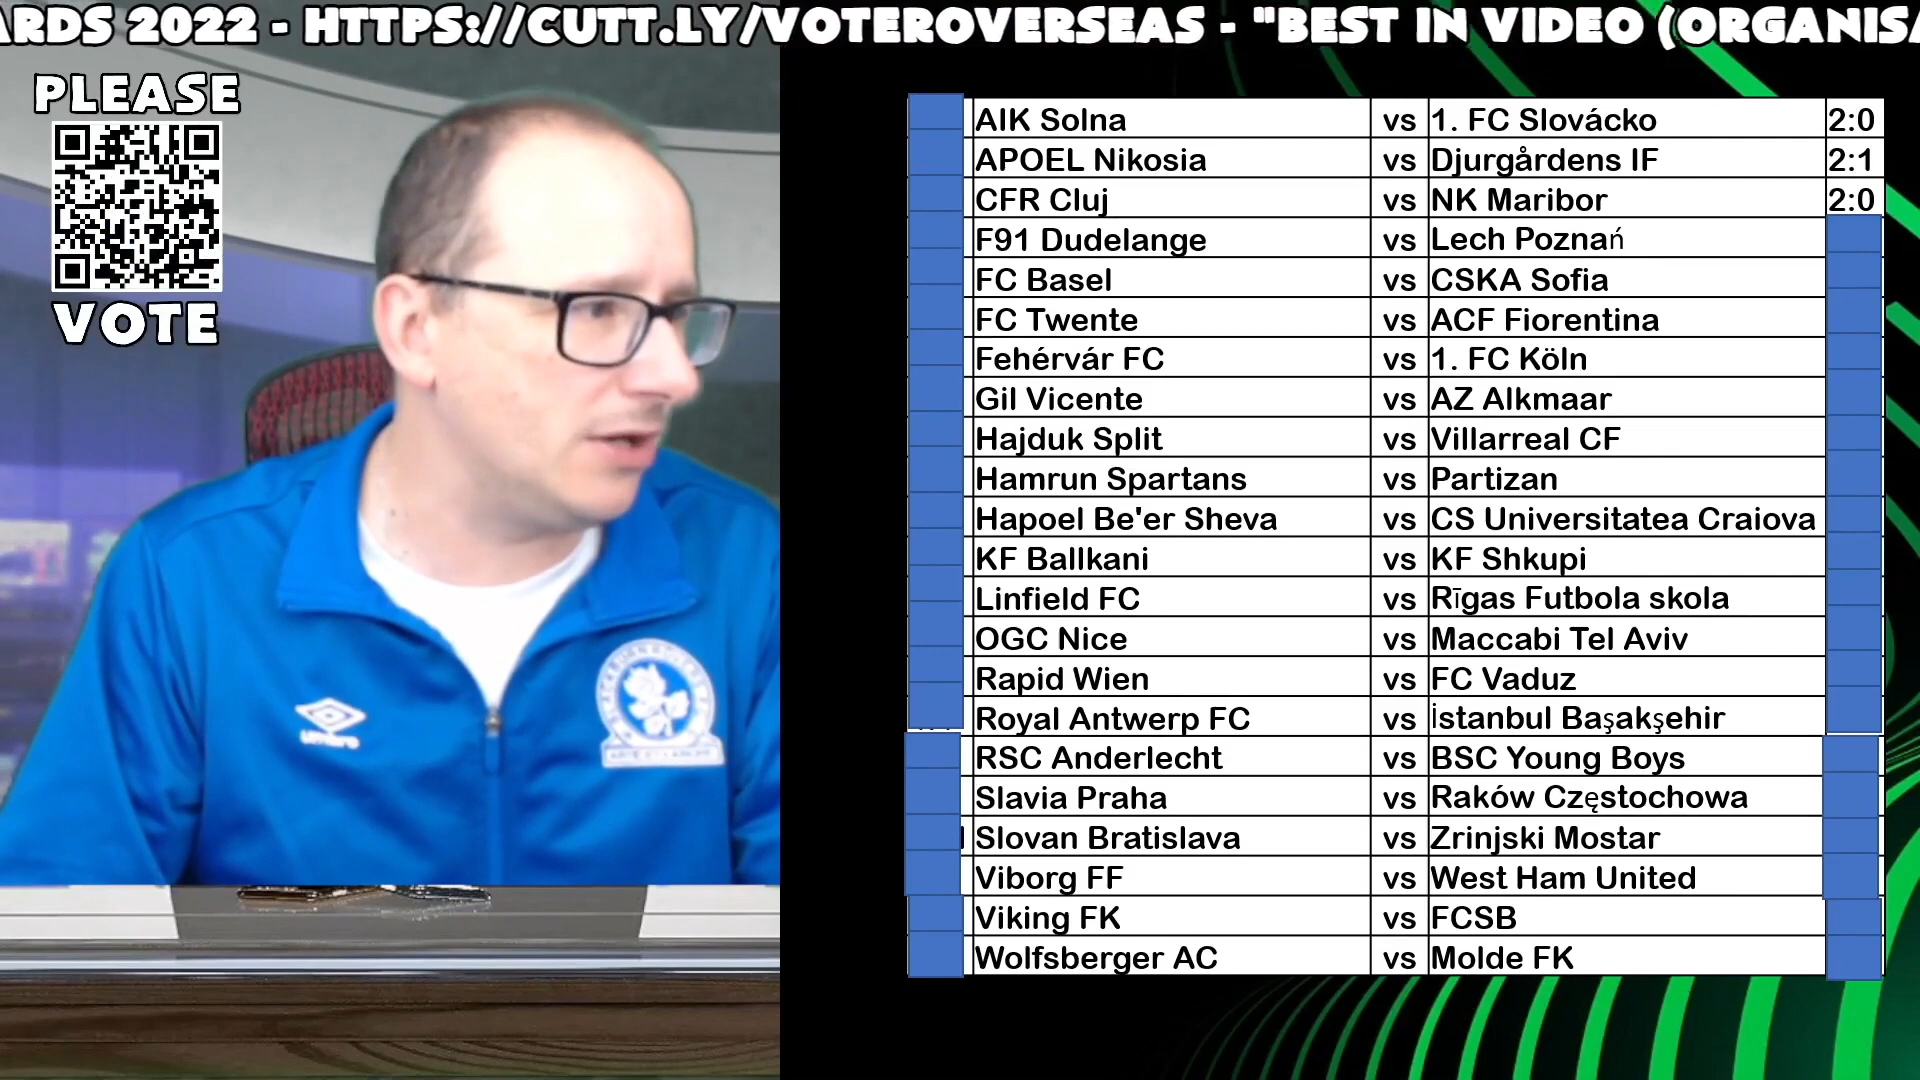 ARDS 2022 - HTTPS://CUTT.LY/VOTEROVERSEAS - "BEST IN VIDEO (ORGANISA
PLEASE
VOTE
umbro
AIK Solna vs 1. FC Slovácko 2:0
APOEL Nikosia vs Djurgårdens IF 2:1
CFR Cluj vs NK Maribor 2:0
F91 Dudelange vs Lech Poznań
FC Basel vs CSKA Sofia
FC Twente vs ACF Fiorentina
Fehérvár FC vs 1. FC Köln
Gil Vicente vs AZ Alkmaar
Hajduk Split vs Villarreal CF
Hamrun Spartans vs Partizan
Hapoel Be'er Sheva vs CS Universitatea Craiova
KF Ballkani vs KF Shkupi
Linfield FC vs Rīgas Futbola skola
OGC Nice vs Maccabi Tel Aviv
Rapid Wien vs FC Vaduz
Royal Antwerp FC vs İstanbul Başakşehir
RSC Anderlecht vs BSC Young Boys
Slavia Praha vs Raków Częstochowa
Slovan Bratislava vs Zrinjski Mostar
Viborg FF vs West Ham United
Viking FK vs FCSB
Wolfsberger AC vs Molde FK